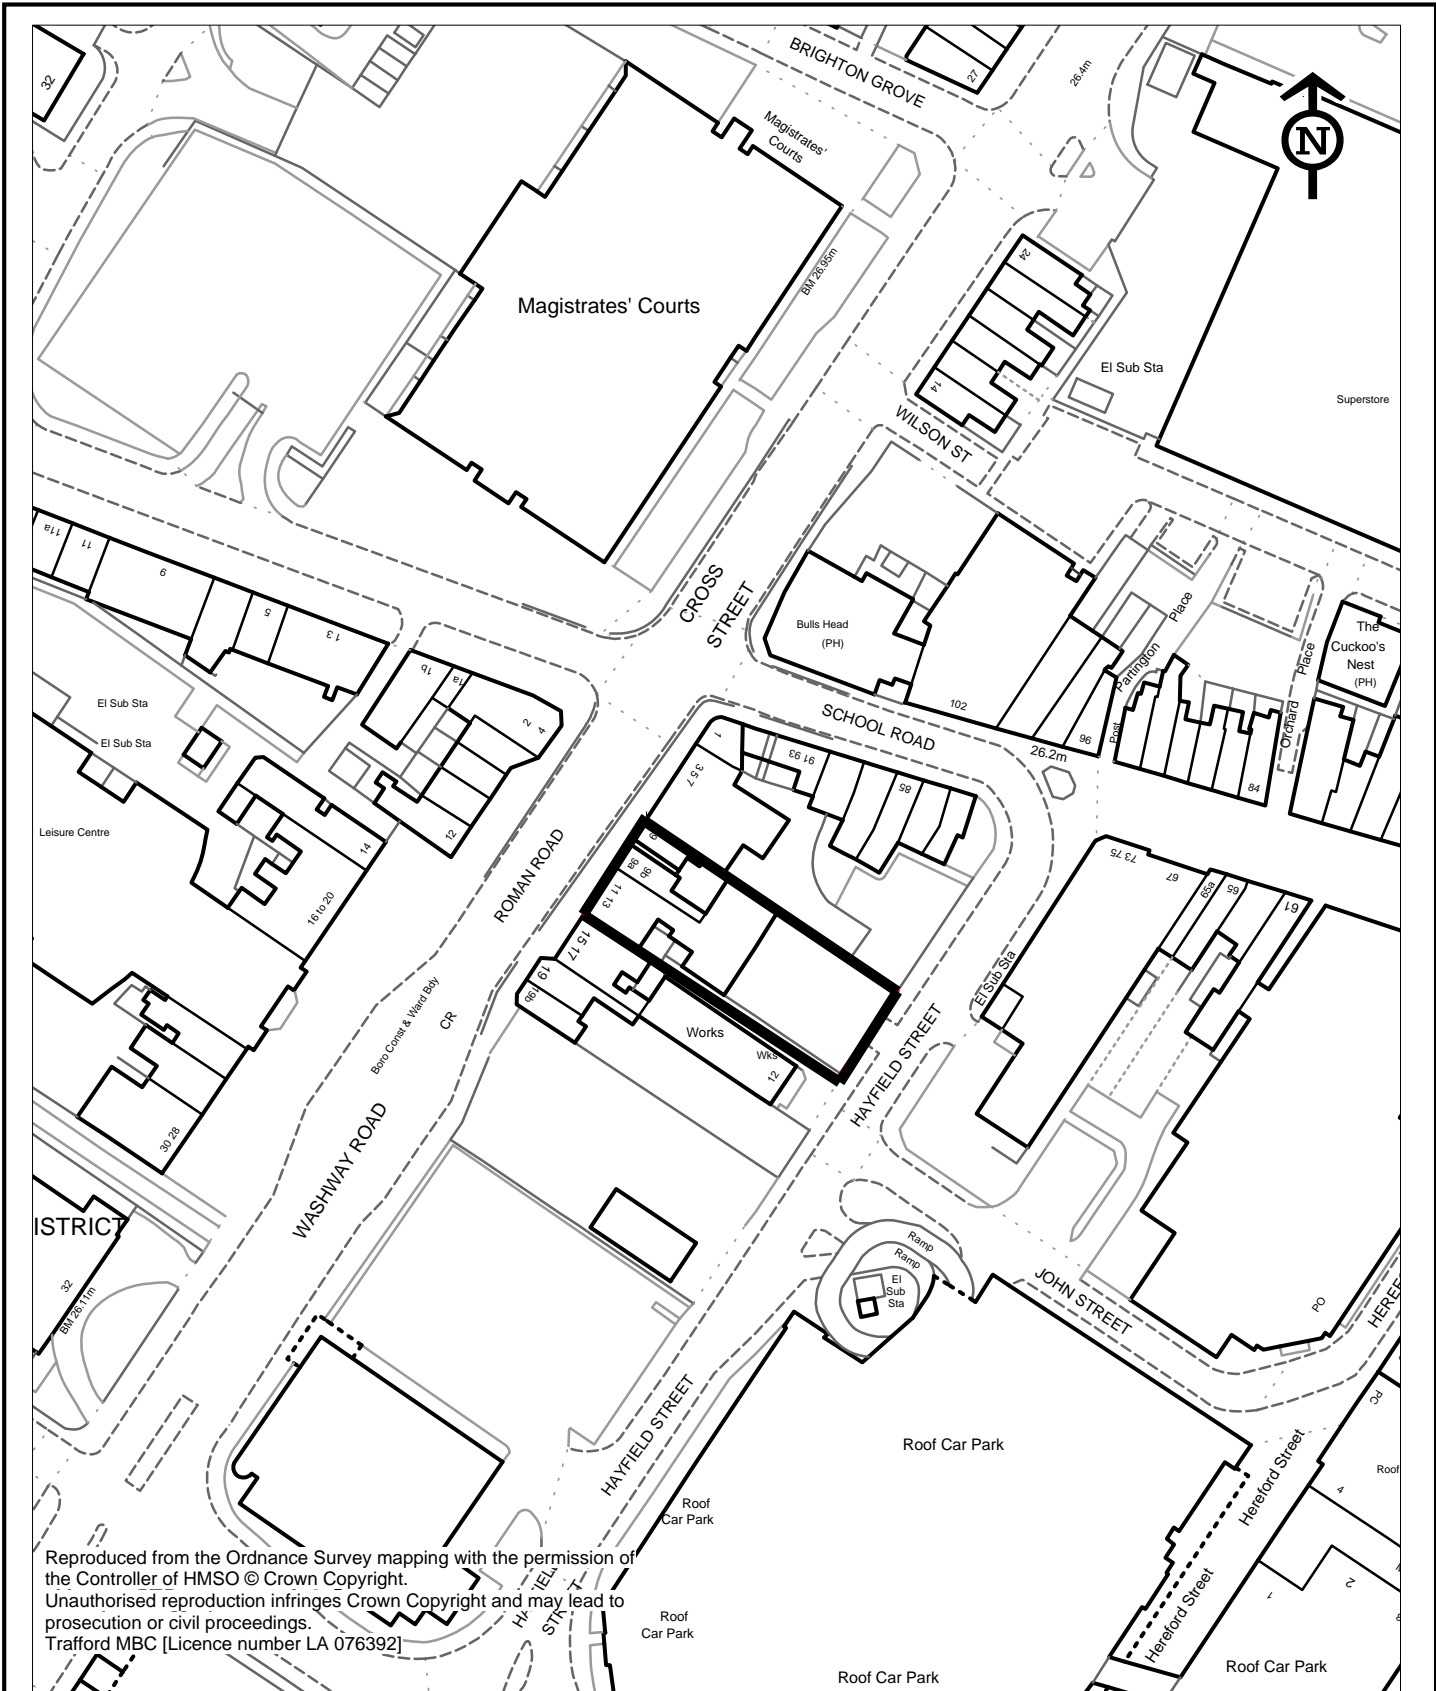 32
BRIGHTON GROVE
27
26.4m
N
Magistrates'
Courts
BM 26.95m
24
Magistrates' Courts
El Sub Sta
14
Superstore
WILSON ST
11a
11
9
5
1 3
CROSS
STREET
Bulls Head
(PH)
Place
Partington
The
Cuckoo's
Nest
(PH)
Place
Orchard
1b
1a
2
4
El Sub Sta
El Sub Sta
102
SCHOOL ROAD
96
Post
26.2m
84
1
91 93
85
3 5 7
Leisure Centre
12
14
16 to 20
ROMAN ROAD
9
9a
9b
11 13
73 75
67
65a
65
61
15 17
19
19b
El Sub Sta
Boro Const & Ward Bdy
CR
Works
Wks
12
HAYFIELD STREET
30 28
WASHWAY ROAD
ISTRICT
32
BM 26.11m
Ramp
Ramp
El
Sub
Sta
JOHN STREET
PO
HEREF
HAYFIELD STREET
PC
Roof Car Park
Hereford Street
Roof
4
Roof
Car Park
Reproduced from the Ordnance Survey mapping with the permission of
the Controller of HMSO © Crown Copyright.
Unauthorised reproduction infringes Crown Copyright and may lead to
prosecution or civil proceedings.
Trafford MBC [Licence number LA 076392]
Roof
Car Park
Hereford Street
1
2
Roof Car Park
Roof Car Park